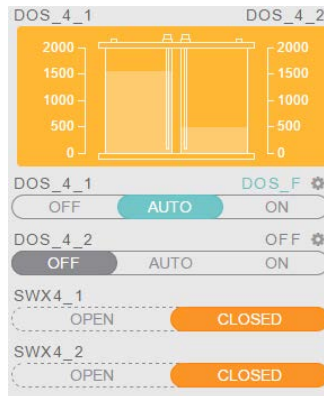 DOS_4_1 DOS_4_2
2000 2000
1500 1500
1000 1000
500 500
0 0
DOS_4_1 DOS_F
OFF AUTO ON
DOS_4_2 OFF
OFF AUTO ON
SWX4_1
OPEN CLOSED
SWX4_2
OPEN CLOSED